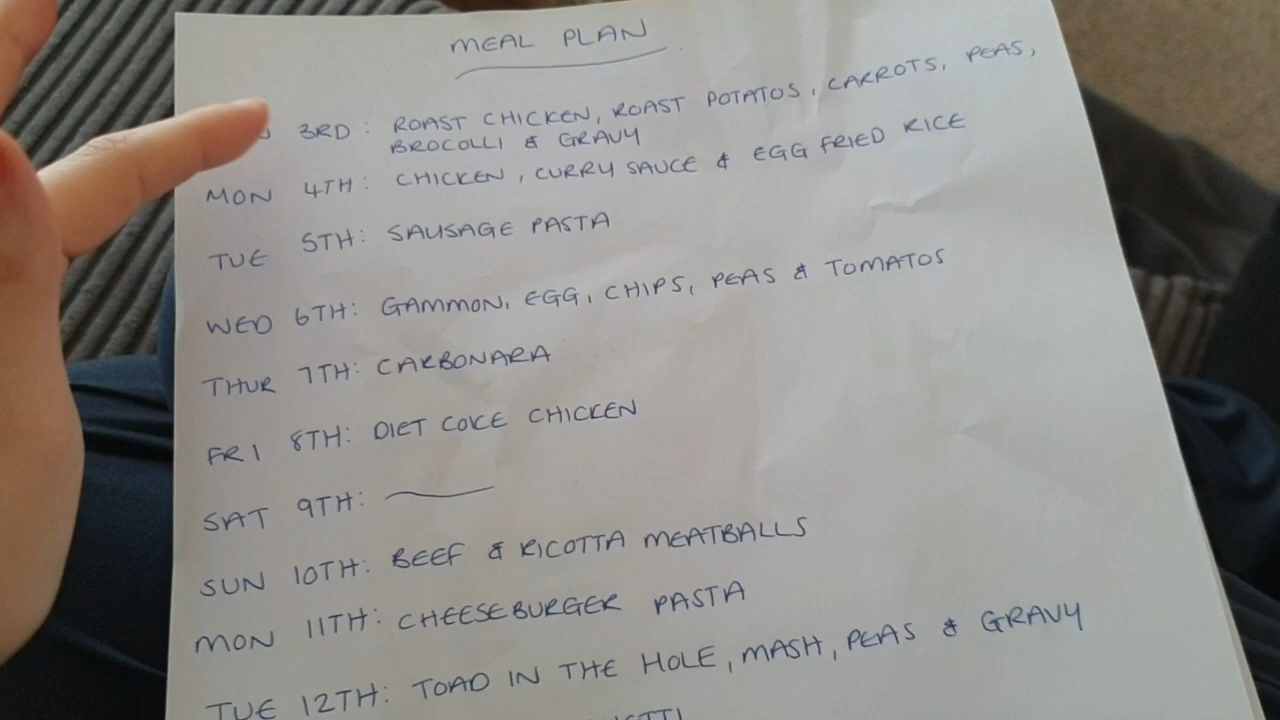 MEAL PLAN
3RD: ROAST CHICKEN, ROAST POTATOS, CARROTS, PEAS,
BROCOLLI & GRAVY
MON 4TH: CHICKEN, CURRY SAUCE & EGG FRIED RICE
TUE 5TH: SAUSAGE PASTA
WED 6TH: GAMMON, EGG, CHIPS, PEAS & TOMATOS
THUR 7TH: CARBONARA
FRI 8TH: DIET COKE CHICKEN
SAT 9TH:
SUN 10TH: BEEF & RICOTTA MEATBALLS
MON 11TH: CHEESEBURGER PASTA
TUE 12TH: TOAD IN THE HOLE, MASH, PEAS & GRAVY